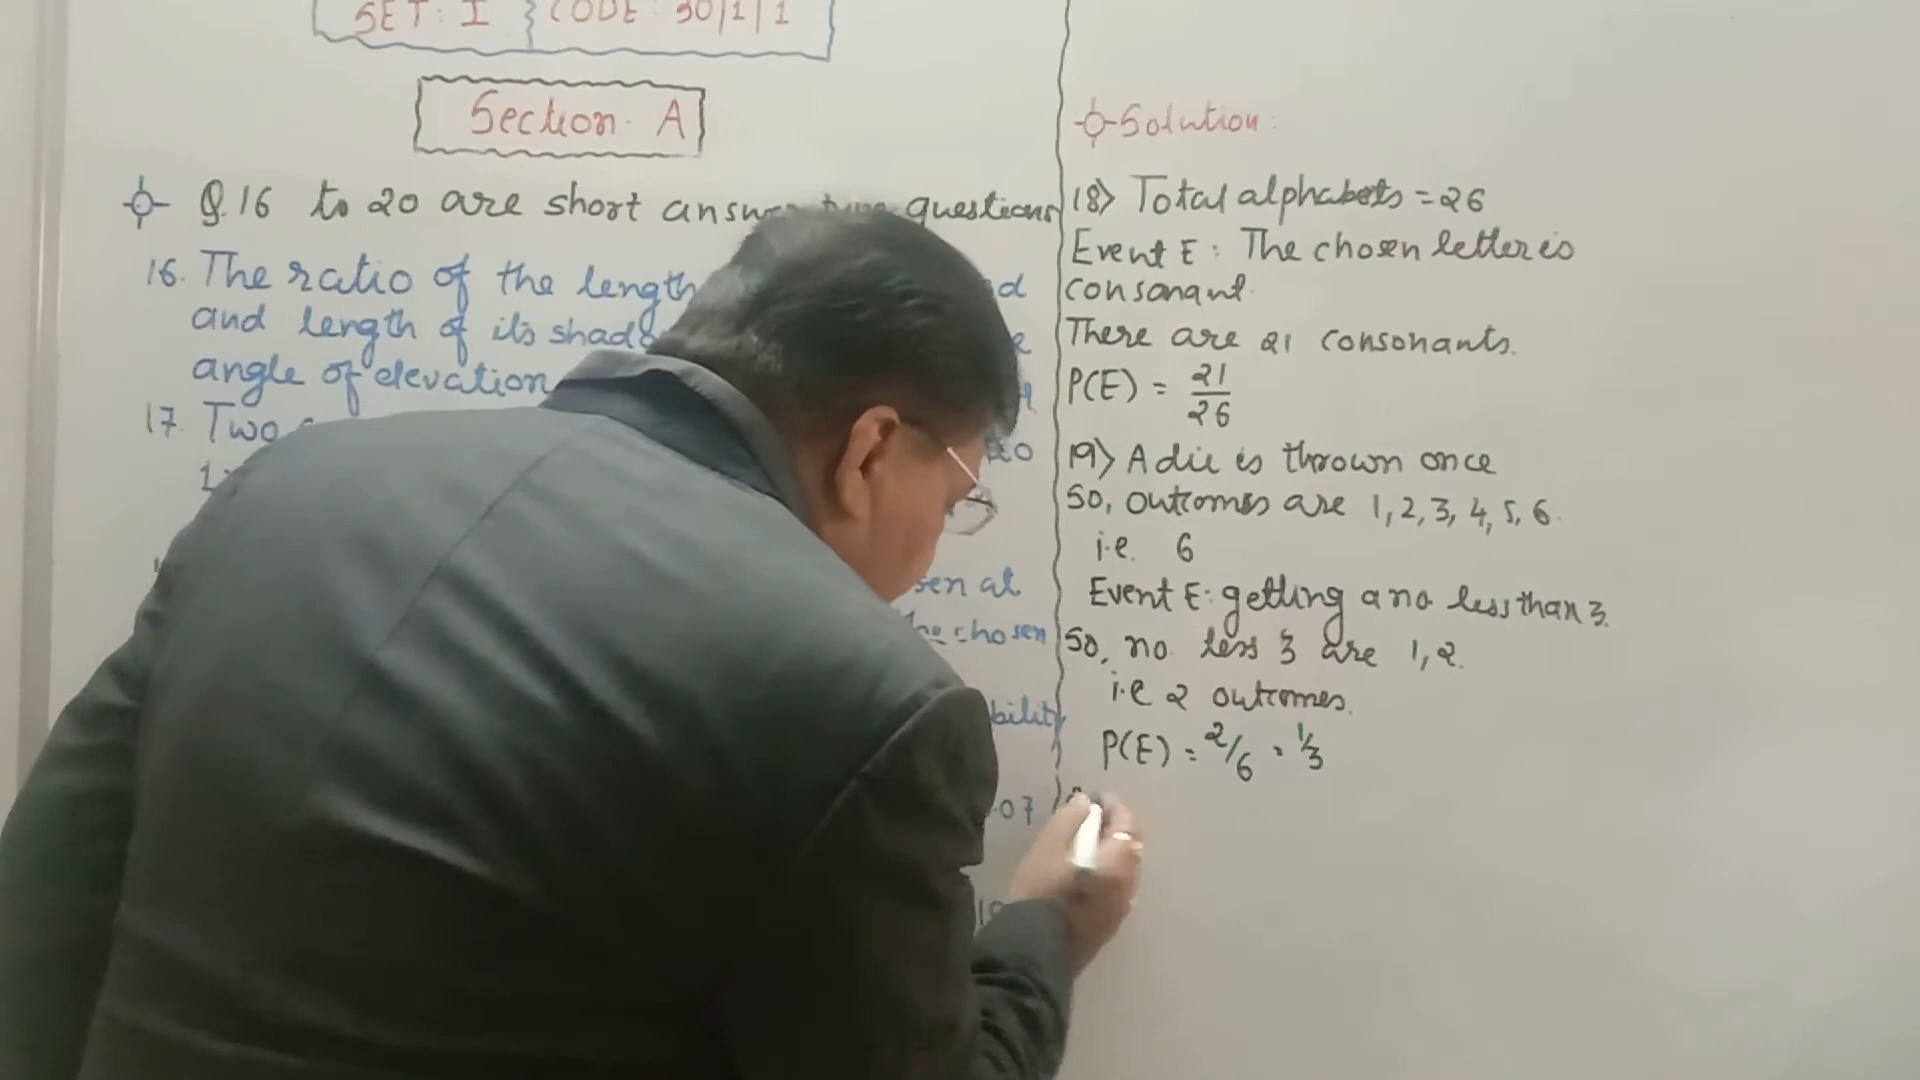 SET: I CODE: 30/1/1
Section. A
Q.16 to 20 are short answer type questions
16. The ratio of the length
and length of its shado
angle of elevation
17. Two
to
sen at
the chosen
bility
.07
-Solution:
18) Total alphabets = 26
Event E: The chosen letter is
consonant.
There are 21 consonants.
P(E) = 21/26
19) A die is thrown once
So, outcomes are 1, 2, 3, 4, 5, 6.
i.e. 6
Event E: getting a no less than 3.
So, no. less 3 are 1, 2.
i.e 2 outcomes.
P(E) = 2/6 = 1/3